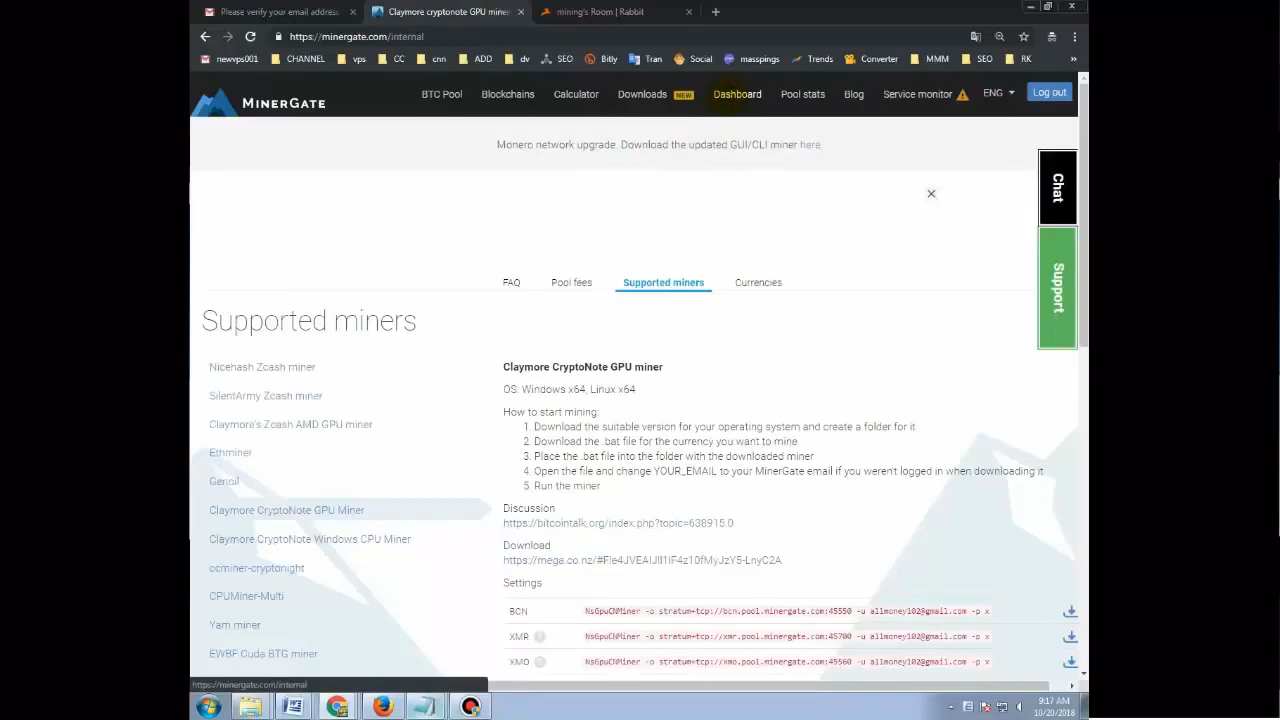 Please verify your email address
Claymore cryptonote GPU miner
mining's Room | Rabbit
https://minergate.com/internal
newvps001 CHANNEL vps CC cnn ADD dv SEO Bitly Tran Social masspings Trends Converter MMM SEO RK »
MINERGATE
BTC Pool Blockchains Calculator Downloads NEW Dashboard Pool stats Blog Service monitor ENG Log out
Monero network upgrade. Download the updated GUI/CLI miner here.
Chat
Support
FAQ Pool fees Supported miners Currencies
Supported miners
Nicehash Zcash miner
SilentArmy Zcash miner
Claymore's Zcash AMD GPU miner
Ethminer
Genoil
Claymore CryptoNote GPU Miner
Claymore CryptoNote Windows CPU Miner
ccminer-cryptonight
CPUMiner-Multi
Yam miner
EWBF Cuda BTG miner
Claymore CryptoNote GPU miner
OS: Windows x64, Linux x64
How to start mining:
1. Download the suitable version for your operating system and create a folder for it
2. Download the .bat file for the currency you want to mine
3. Place the .bat file into the folder with the downloaded miner
4. Open the file and change YOUR_EMAIL to your MinerGate email if you weren't logged in when downloading it
5. Run the miner
Discussion
https://bitcointalk.org/index.php?topic=638915.0
Download
Settings
BCN NsGpuCNMiner -o stratum+tcp://bcn.pool.minergate.com:45550 -u allmoney102@gmail.com -p x
XMR NsGpuCNMiner -o stratum+tcp://xmr.pool.minergate.com:45700 -u allmoney102@gmail.com -p x
XMO NsGpuCNMiner -o stratum+tcp://xmo.pool.minergate.com:45560 -u allmoney102@gmail.com -p x
https://minergate.com/internal
9:17 AM
10/20/2018